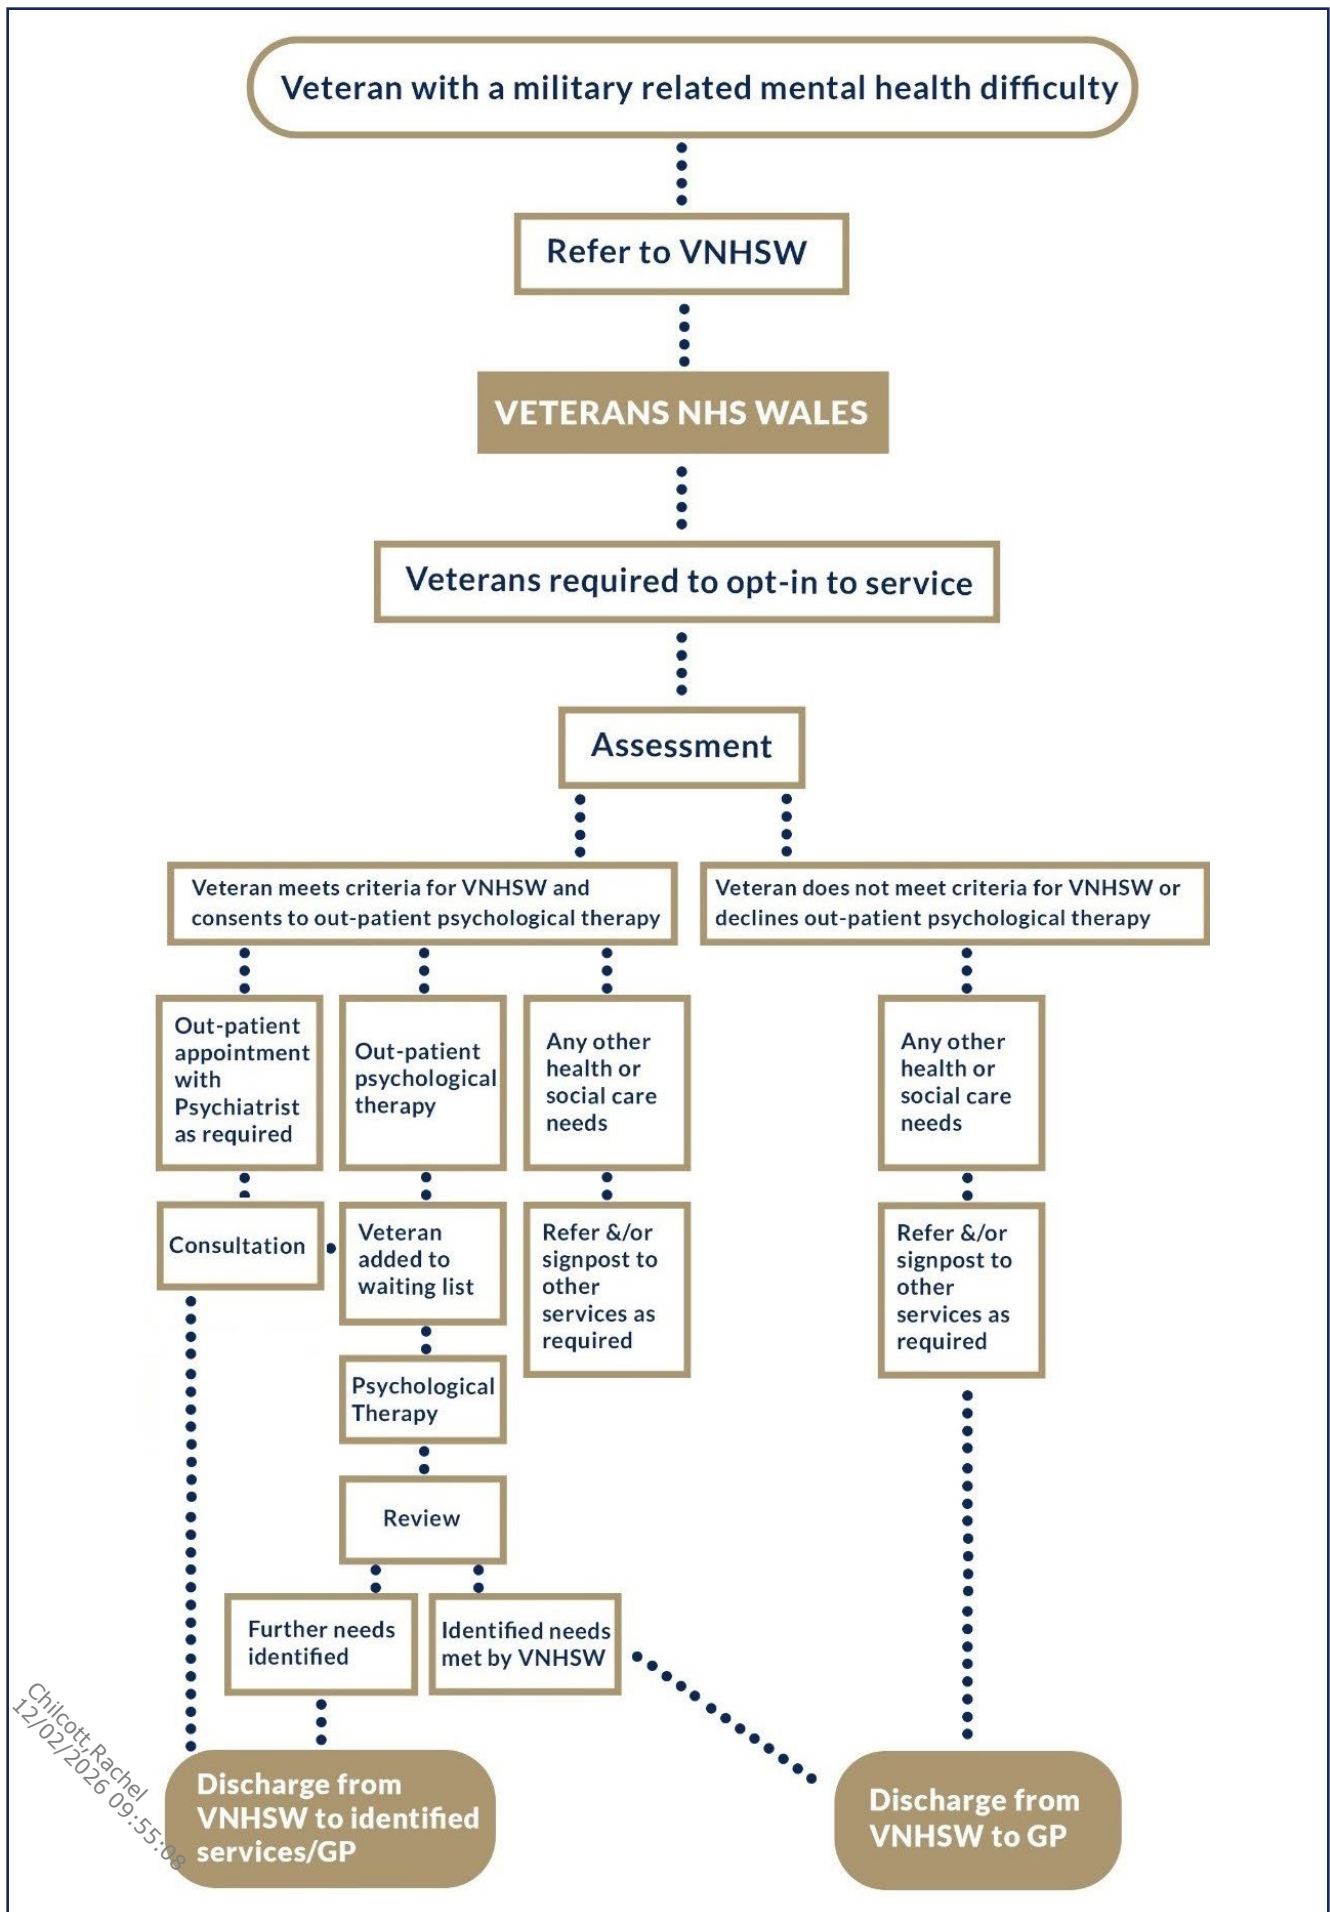 Veteran with a military related mental health difficulty
Refer to VNHSW
VETERANS NHS WALES
Veterans required to opt-in to service
Assessment
Veteran meets criteria for VNHSW and
consents to out-patient psychological therapy
Veteran does not meet criteria for VNHSW or
declines out-patient psychological therapy
Out-patient
appointment
with
Psychiatrist
as required
Out-patient
psychological
therapy
Any other
health or
social care
needs
Any other
health or
social care
needs
Consultation
Veteran
added to
waiting list
Refer &/or
signpost to
other
services as
required
Refer &/or
signpost to
other
services as
required
Psychological
Therapy
Review
Further needs
identified
Identified needs
met by VNHSW
Discharge from
VNHSW to identified
services/GP
Discharge from
VNHSW to GP
Chilcott,Rachel
12/02/2026 09:55:08